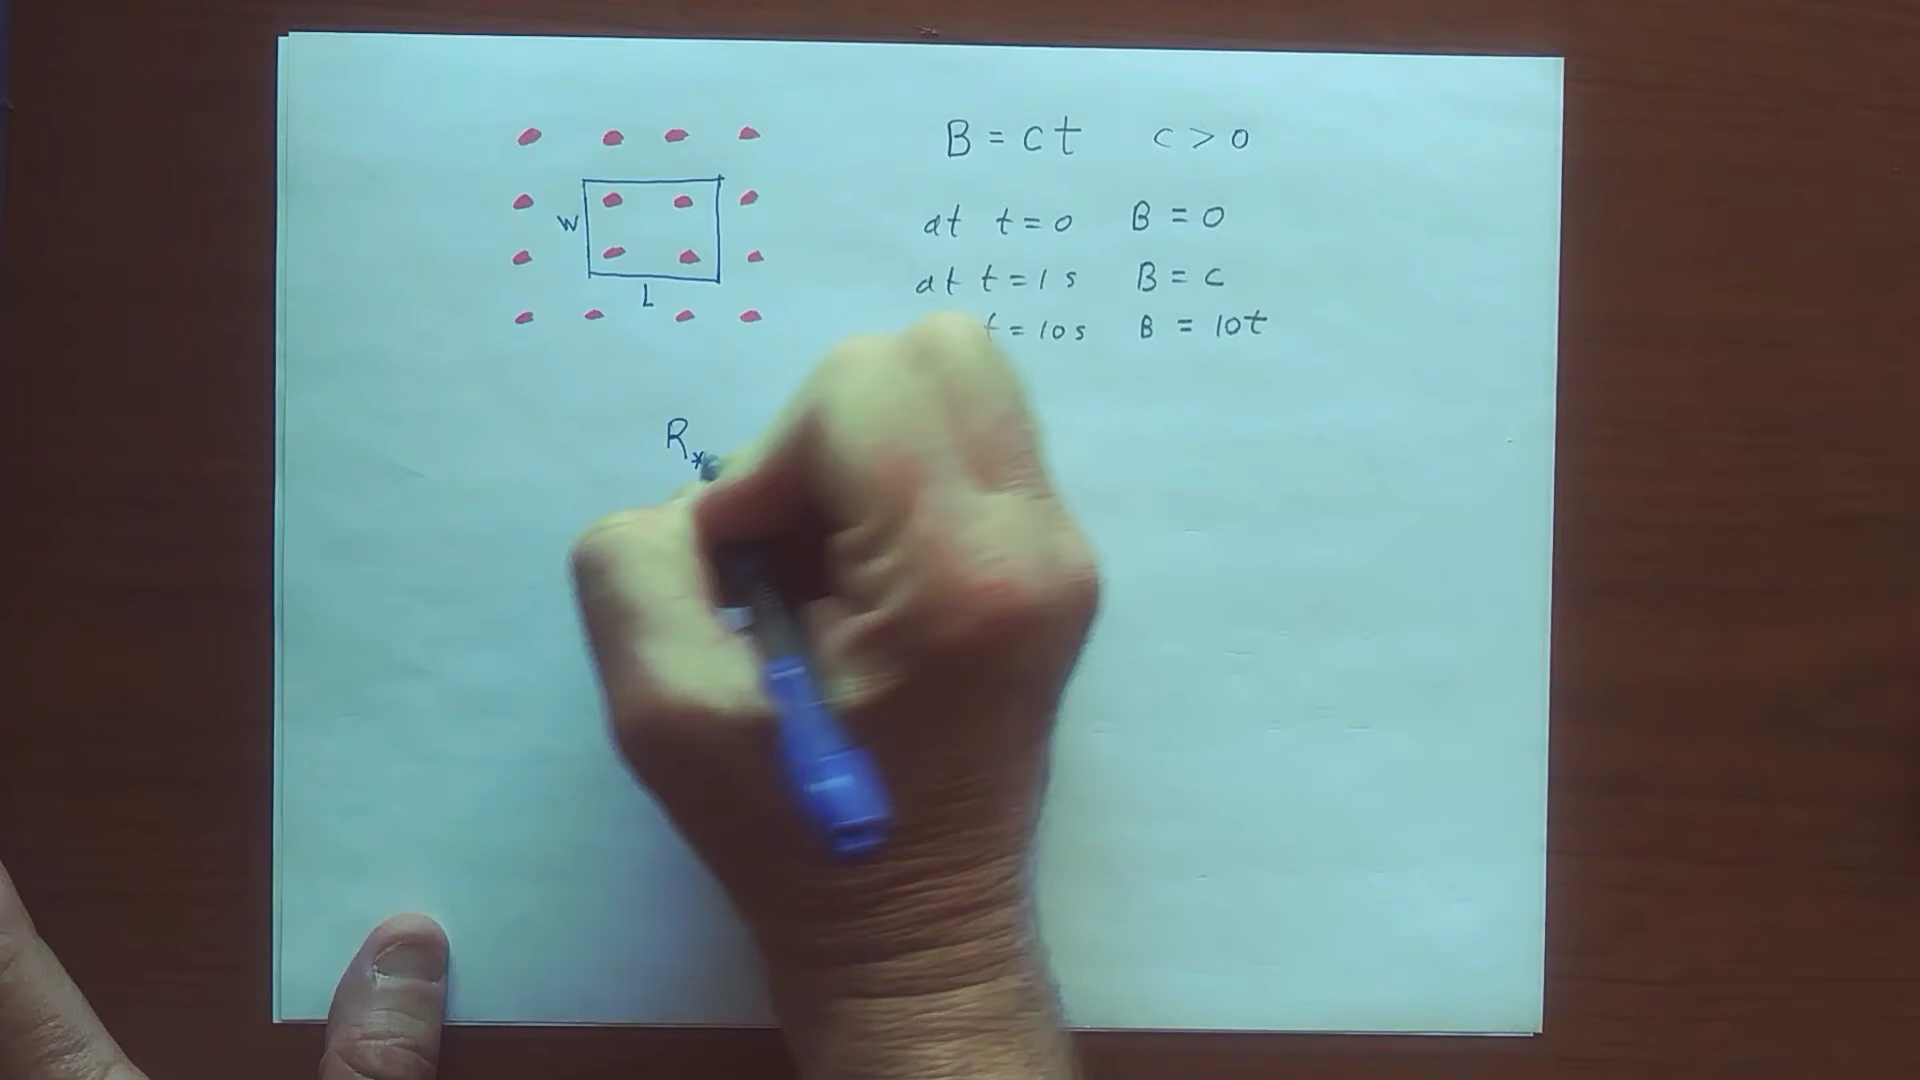 B = ct c > 0
at t = 0 B = 0
at t = 1 s B = c
t = 10 s B = 10t
W
L
R